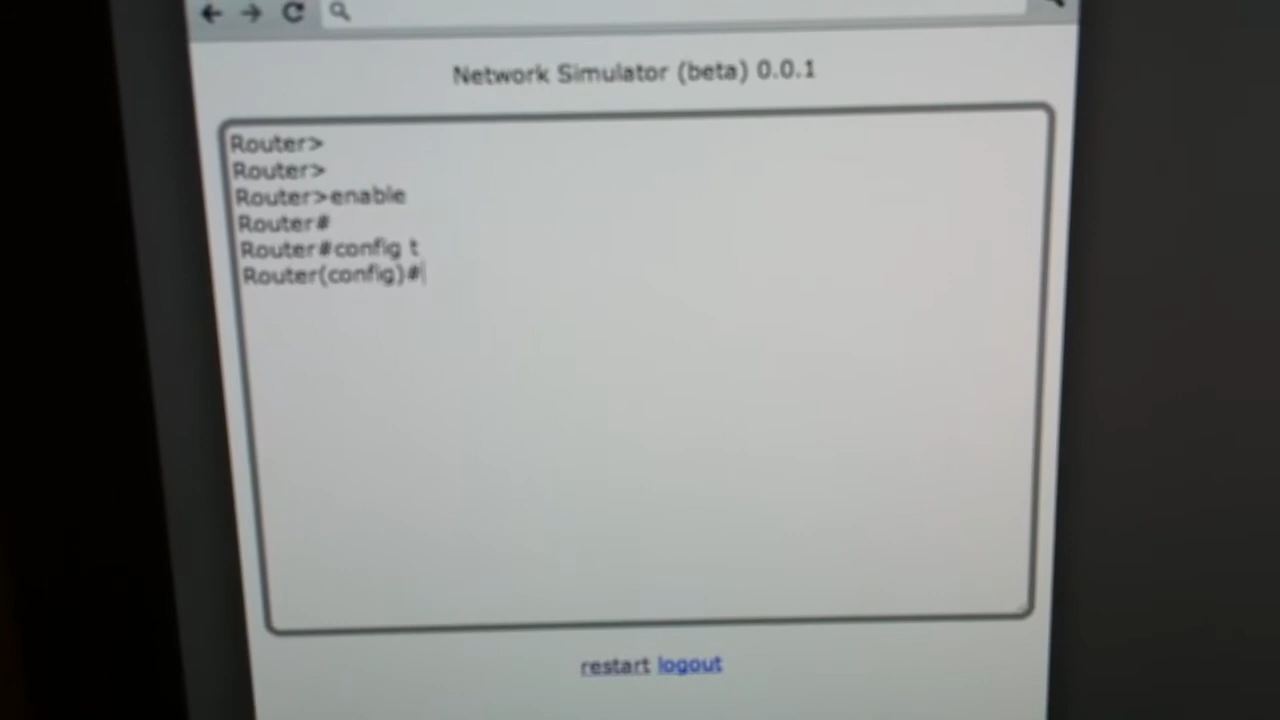 Network Simulator (beta) 0.0.1
Router>
Router>
Router>enable
Router#
Router#config t
Router(config)#
restart logout